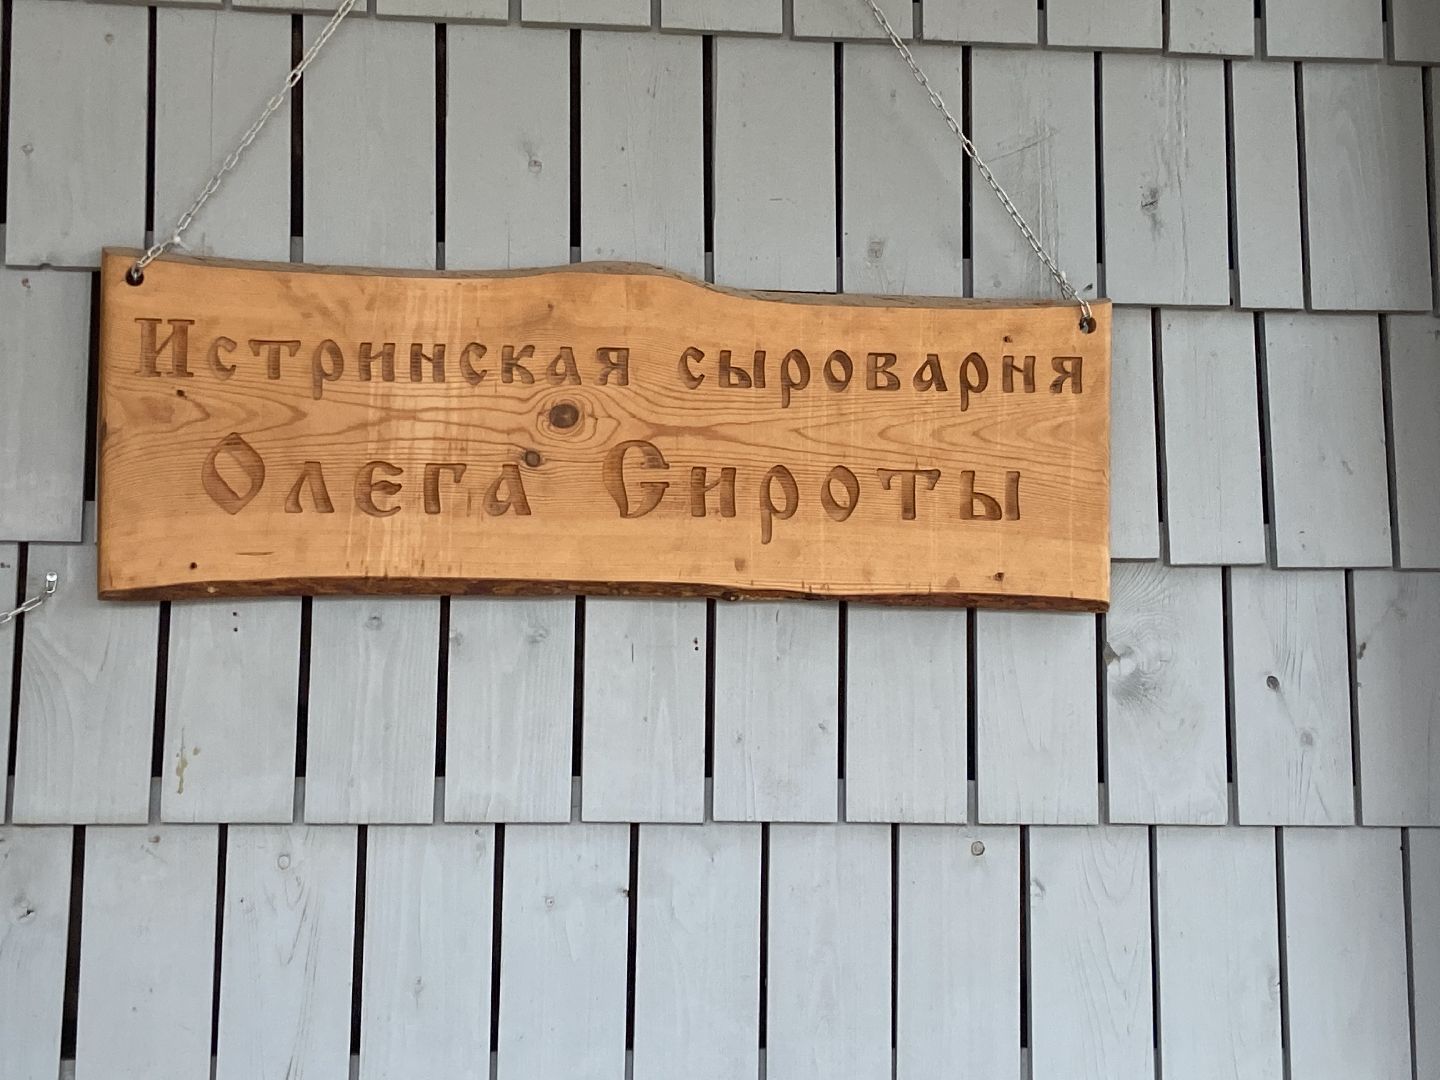 Истринская сыроварня
Олега Сироты